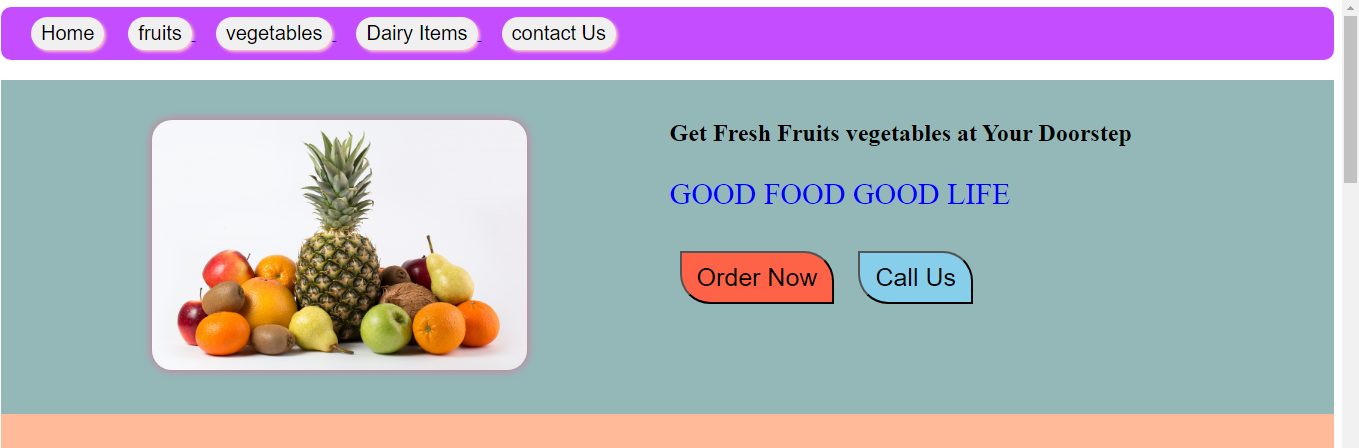 Home fruits vegetables Dairy Items contact Us
Get Fresh Fruits vegetables at Your Doorstep
GOOD FOOD GOOD LIFE
Order Now Call Us